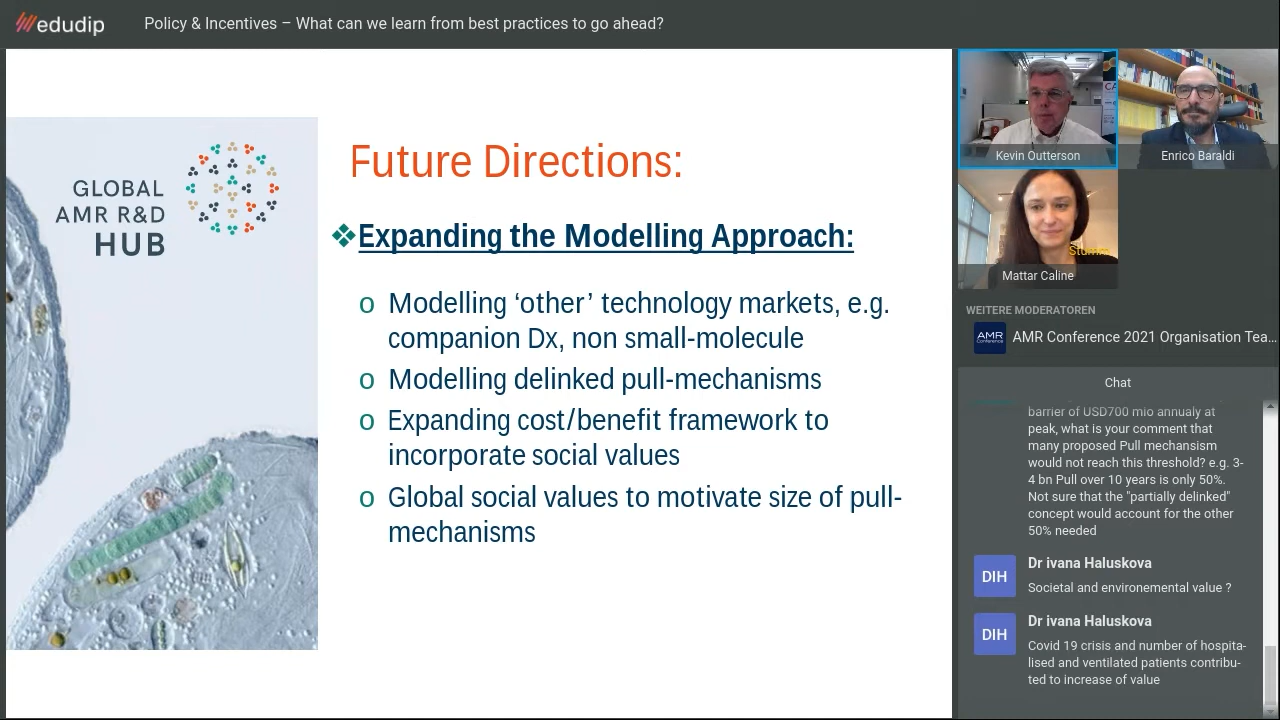 edudip
Policy & Incentives – What can we learn from best practices to go ahead?
GLOBAL
AMR R&D
HUB
Future Directions:
❖Expanding the Modelling Approach:
o Modelling ‘other’ technology markets, e.g.
companion Dx, non small-molecule
o Modelling delinked pull-mechanisms
o Expanding cost/benefit framework to
incorporate social values
o Global social values to motivate size of pull-
mechanisms
Kevin Outterson
Enrico Baraldi
Stumm
Mattar Caline
WEITERE MODERATOREN
AMR
Conference
AMR Conference 2021 Organisation Tea...
Chat
barrier of USD700 mio annualy at
peak, what is your comment that
many proposed Pull mechansism
would not reach this threshold? e.g. 3-
4 bn Pull over 10 years is only 50%.
Not sure that the "partially delinked"
concept would account for the other
50% needed
DIH
Dr ivana Haluskova
Societal and environemental value ?
DIH
Dr ivana Haluskova
Covid 19 crisis and number of hospita-
lised and ventilated patients contribu-
ted to increase of value